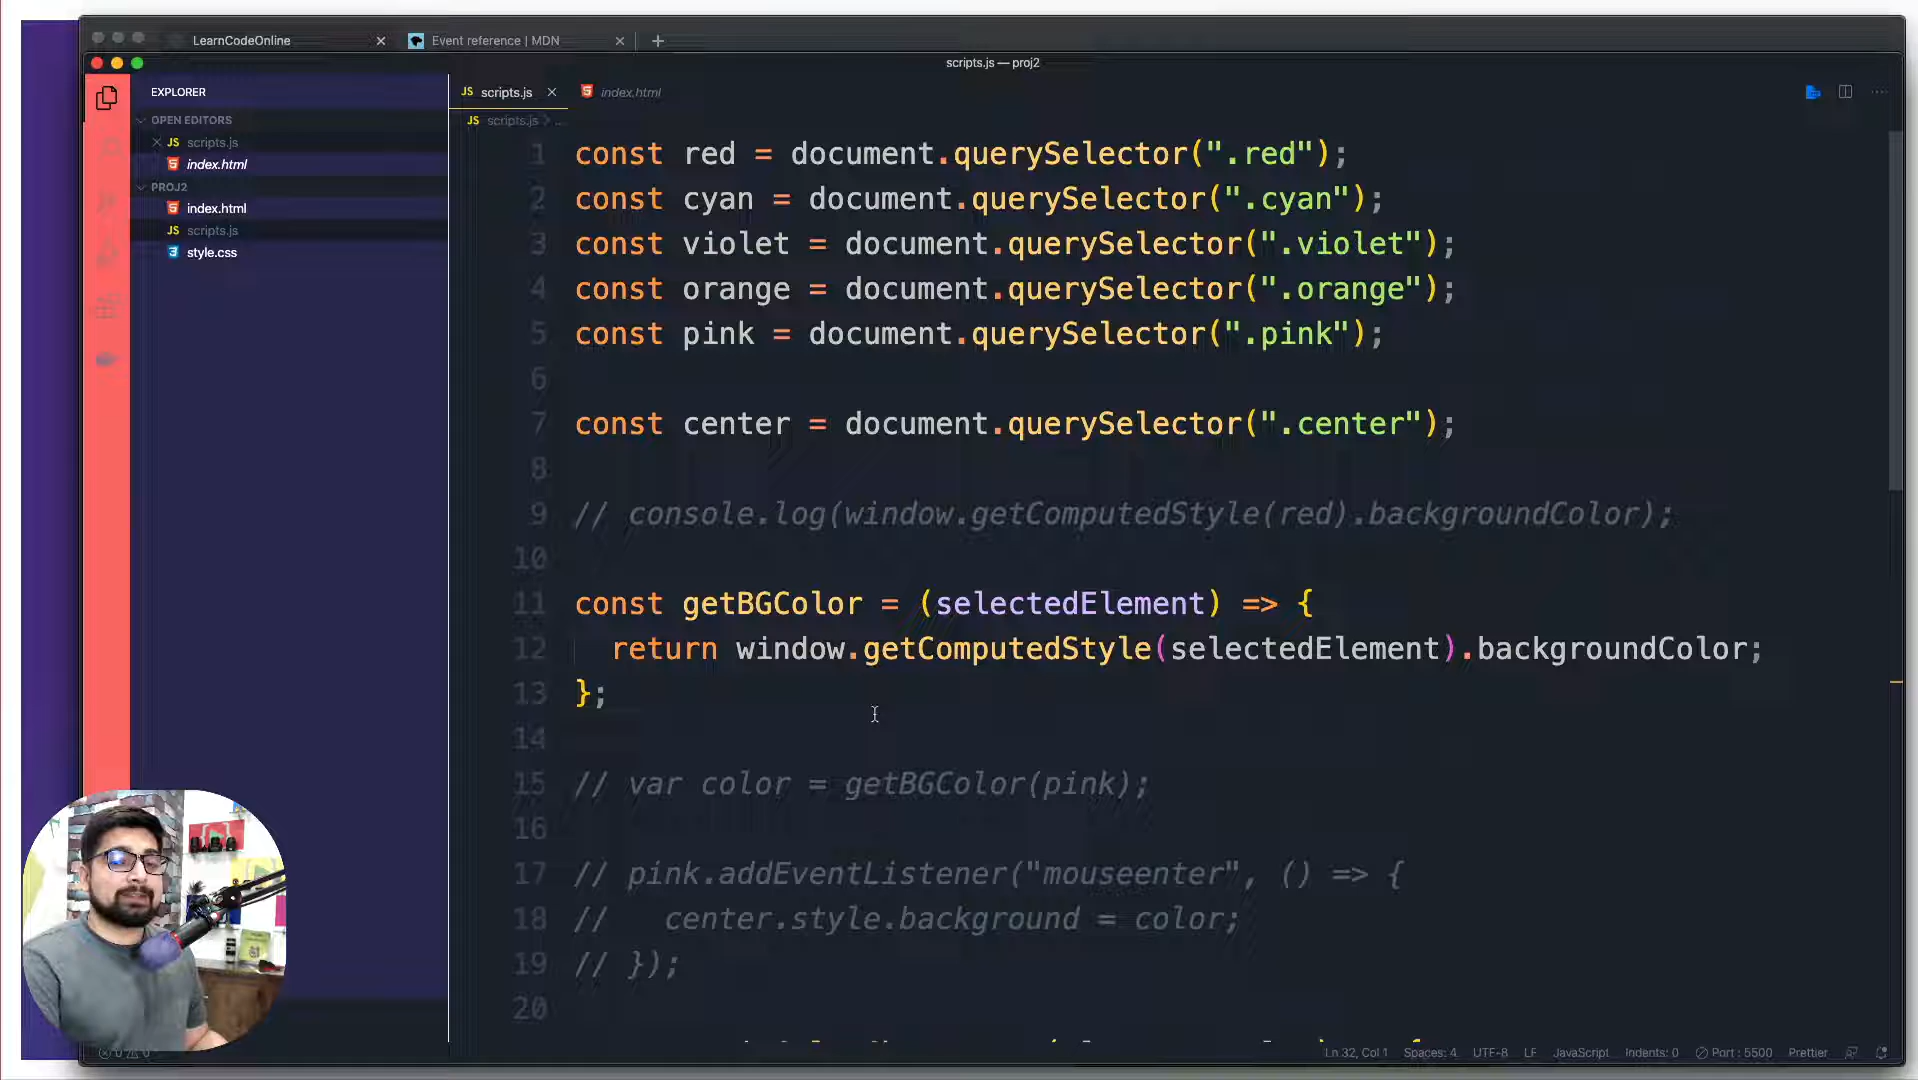 LearnCodeOnline
Event reference | MDN
scripts.js — proj2
EXPLORER
OPEN EDITORS
JS scripts.js
index.html
PROJ2
index.html
JS scripts.js
style.css
JS scripts.js
index.html
JS scripts.js > ...
1 const red = document.querySelector(".red");
2 const cyan = document.querySelector(".cyan");
3 const violet = document.querySelector(".violet");
4 const orange = document.querySelector(".orange");
5 const pink = document.querySelector(".pink");
6
7 const center = document.querySelector(".center");
8
9 // console.log(window.getComputedStyle(red).backgroundColor);
10
11 const getBGColor = (selectedElement) => {
12 return window.getComputedStyle(selectedElement).backgroundColor;
13 };
14
15 // var color = getBGColor(pink);
16
17 // pink.addEventListener("mouseenter", () => {
18 // center.style.background = color;
19 // });
20
Ln 32, Col 1 Spaces: 4 UTF-8 LF JavaScript Indents: 0 Port : 5500 Prettier